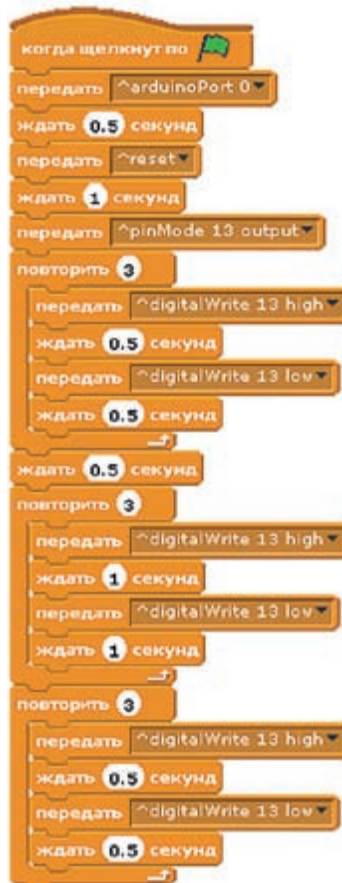 когда щелкнут по
передать ^arduinoPort 0
ждать 0.5 секунд
передать ^reset
ждать 1 секунд
передать ^pinMode 13 output
повторить 3
передать ^digitalWrite 13 high
ждать 0.5 секунд
передать ^digitalWrite 13 low
ждать 0.5 секунд
ждать 0.5 секунд
повторить 3
передать ^digitalWrite 13 high
ждать 1 секунд
передать ^digitalWrite 13 low
ждать 1 секунд
повторить 3
передать ^digitalWrite 13 high
ждать 0.5 секунд
передать ^digitalWrite 13 low
ждать 0.5 секунд